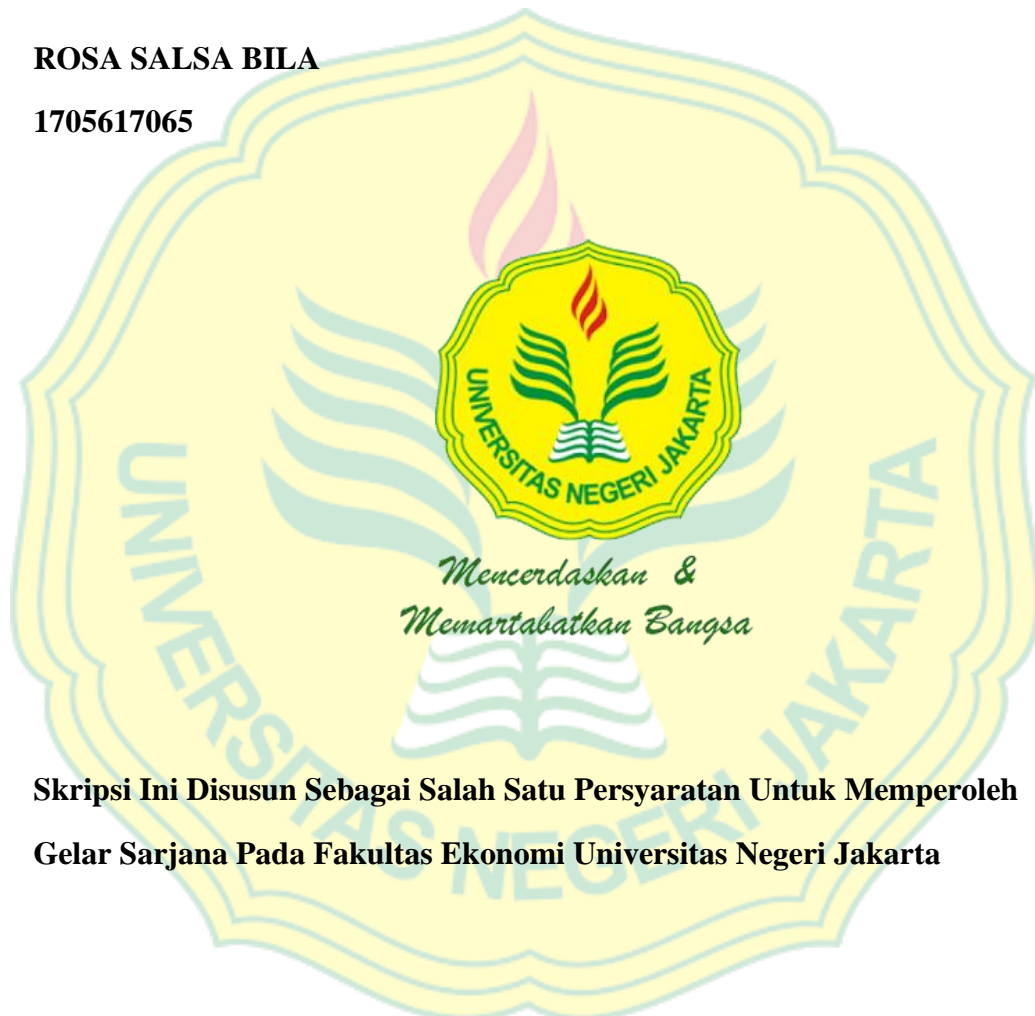 ROSA SALSA BILA
1705617065
UNIVERSITAS NEGERI JAKARTA
Mencerdaskan &
Memartabatkan Bangsa
UNIVERSITAS NEGERI JAKARTA
Skripsi Ini Disusun Sebagai Salah Satu Persyaratan Untuk Memperoleh
Gelar Sarjana Pada Fakultas Ekonomi Universitas Negeri Jakarta